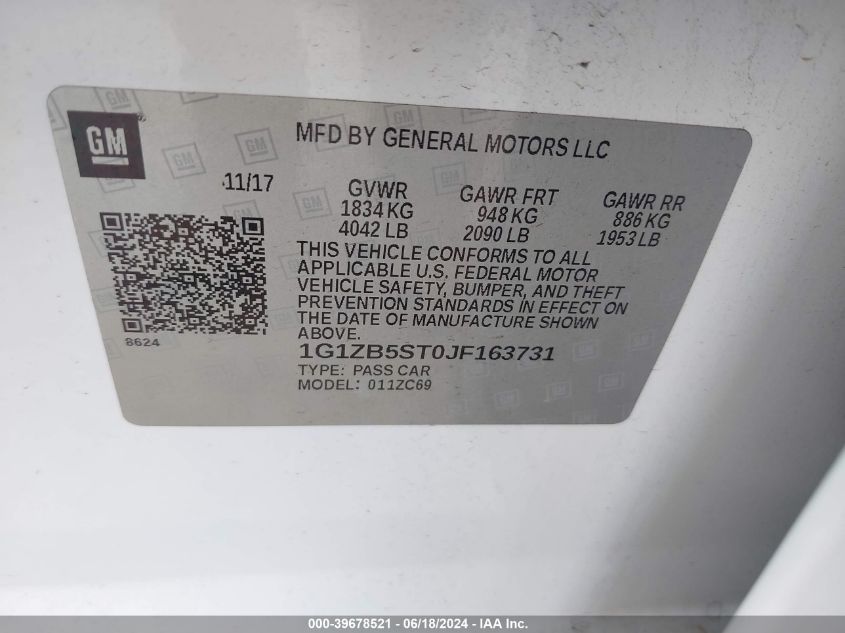 GM
MFD BY GENERAL MOTORS LLC
11/17
GVWR
1834 KG
4042 LB
GAWR FRT
948 KG
2090 LB
GAWR RR
886 KG
1953 LB
THIS VEHICLE CONFORMS TO ALL
APPLICABLE U.S. FEDERAL MOTOR
VEHICLE SAFETY, BUMPER, AND THEFT
PREVENTION STANDARDS IN EFFECT ON
THE DATE OF MANUFACTURE SHOWN
ABOVE.
8624
1G1ZB5ST0JF163731
TYPE: PASS CAR
MODEL: 011ZC69
000-39678521 - 06/18/2024 - IAAI.com